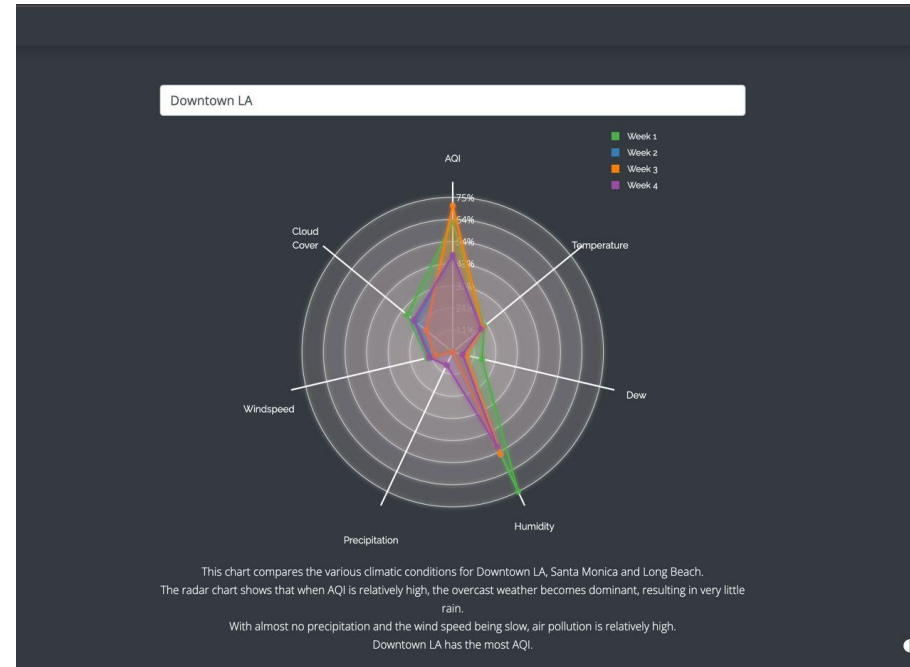 Downtown LA
Week 1
Week 2
Week 3
Week 4
AQI
75%
64%
Cloud
Cover
Temperature
Windspeed
Dew
Humidity
Precipitation
This chart compares the various climatic conditions for Downtown LA, Santa Monica and Long Beach.
The radar chart shows that when AQI is relatively high, the overcast weather becomes dominant, resulting in very little
rain.
With almost no precipitation and the wind speed being slow, air pollution is relatively high.
Downtown LA has the most AQI.